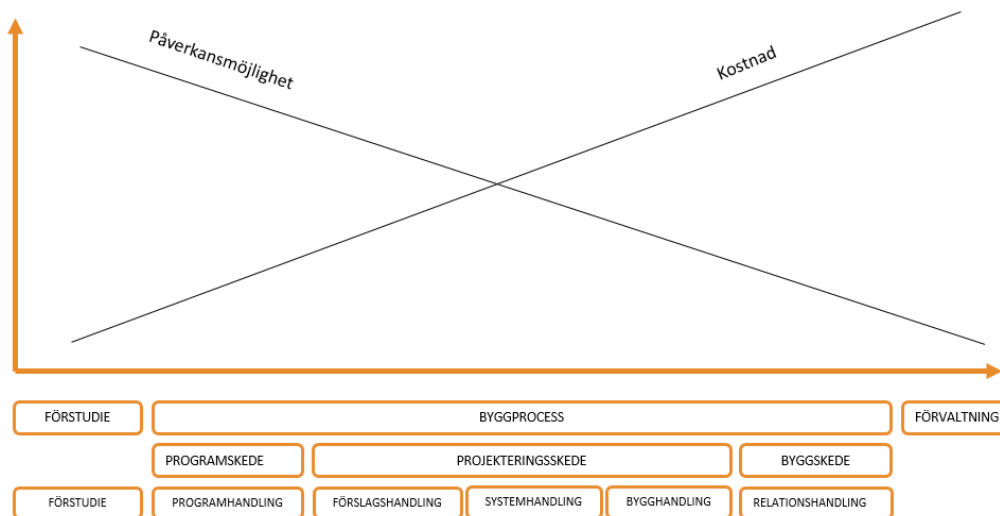 Påverkansmöjlighet
Kostnad
FÖRSTUDIE
BYGGPROCESS
FÖRVALTNING
PROGRAMSKEDE
PROJEKTERINGSSKEDE
BYGGSKEDE
FÖRSTUDIE
PROGRAMHANDLING
FÖRSLAGSHANDLING
SYSTEMHANDLING
BYGGHANDLING
RELATIONSHANDLING